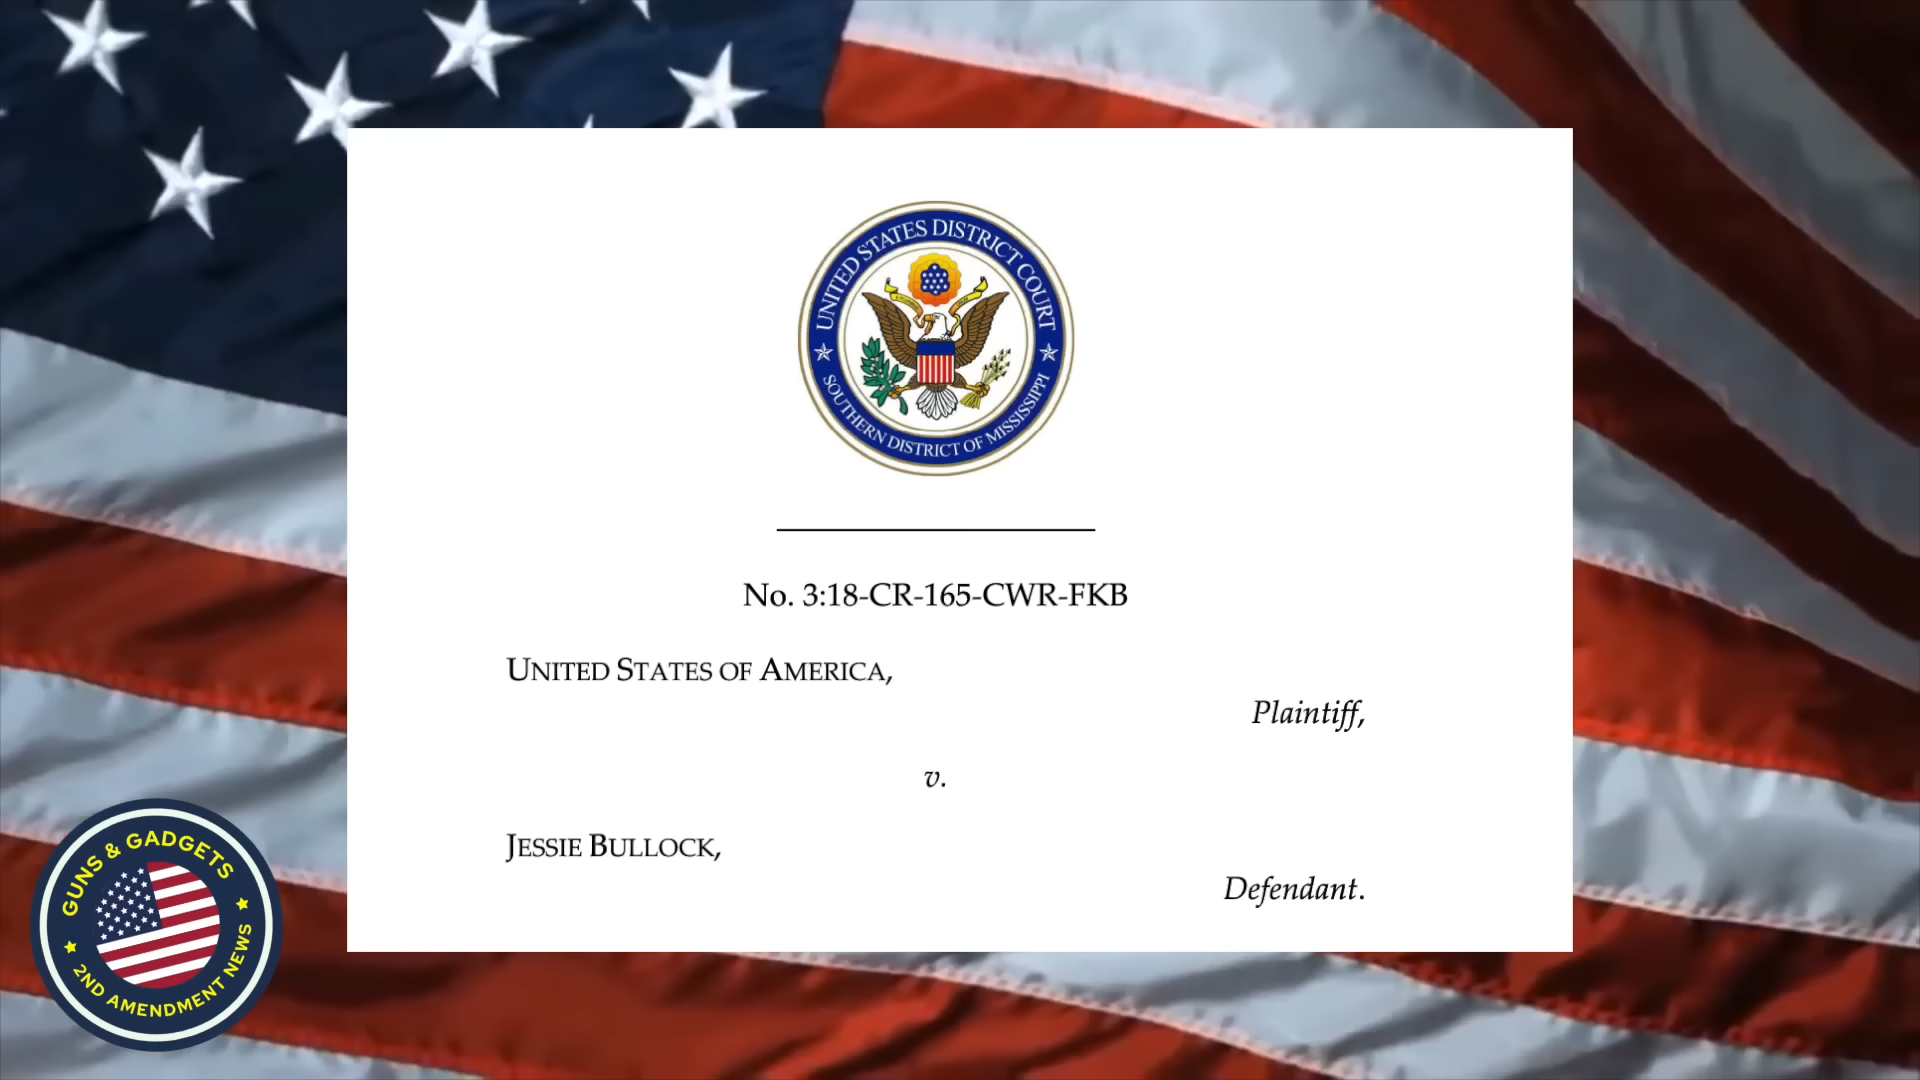 UNITED STATES DISTRICT COURT
SOUTHERN DISTRICT OF MISSISSIPPI
No. 3:18-CR-165-CWR-FKB
UNITED STATES OF AMERICA,
Plaintiff,
v.
JESSIE BULLOCK,
Defendant.
GUNS & GADGETS
2ND AMENDMENT NEWS